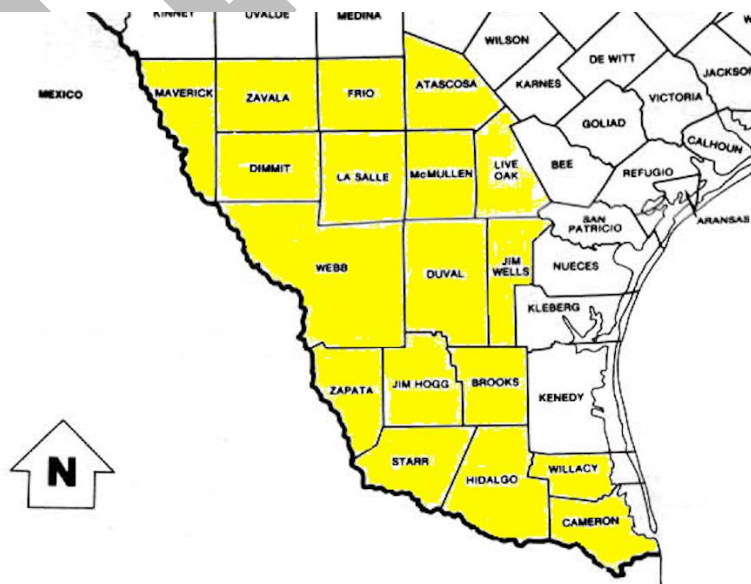 KINNEY
UVALDE
MEDINA
WILSON
DE WITT
JACKSON
MEXICO
MAVERICK
ZAVALA
FRIO
ATASCOSA
KARNES
VICTORIA
GOLIAD
CALHOUN
DIMMIT
LA SALLE
McMULLEN
LIVE
OAK
BEE
REFUGIO
ARANSAS
SAN
PATRICIO
WEBB
DUVAL
JIM
WELLS
NUECES
KLEBERG
ZAPATA
JIM HOGG
BROOKS
KENEDY
N
STARR
HIDALGO
WILLACY
CAMERON